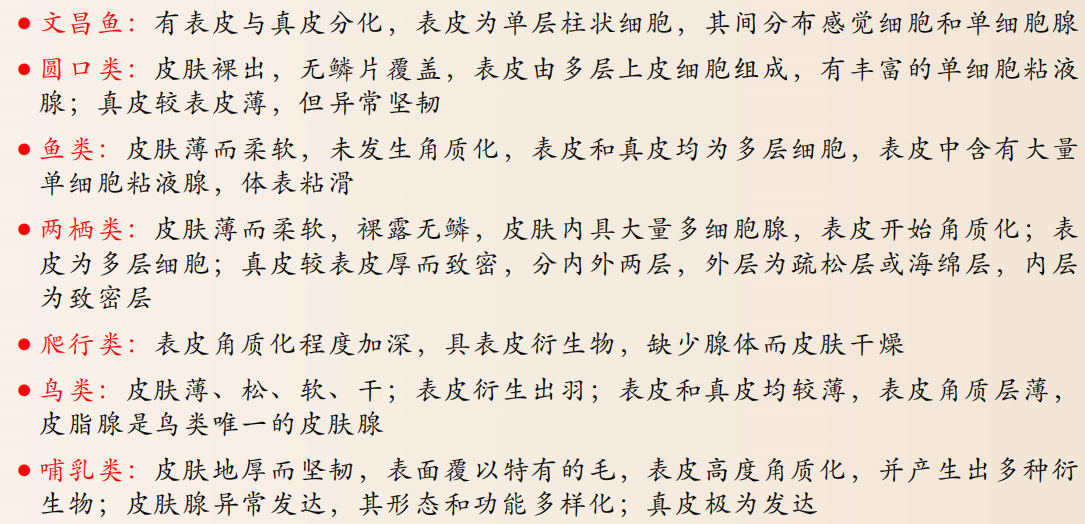 ● 文昌鱼：有表皮与真皮分化，表皮为单层柱状细胞，其间分布感觉细胞和单细胞腺
● 圆口类：皮肤裸出，无鳞片覆盖，表皮由多层上皮细胞组成，有丰富的单细胞粘液
腺；真皮较表皮薄，但异常坚韧
● 鱼类：皮肤薄而柔软，未发生角质化，表皮和真皮均为多层细胞，表皮中含有大量
单细胞粘液腺，体表粘滑
● 两栖类：皮肤薄而柔软，裸露无鳞，皮肤内具大量多细胞腺，表皮开始角质化；表
皮为多层细胞；真皮较表皮厚而致密，分内外两层，外层为疏松层或海绵层，内层
为致密层
● 爬行类：表皮角质化程度加深，具表皮衍生物，缺少腺体而皮肤干燥
● 鸟类：皮肤薄、松、软、干；表皮衍生出羽；表皮和真皮均较薄，表皮角质层薄，
皮脂腺是鸟类唯一的皮肤腺
● 哺乳类：皮肤地厚而坚韧，表面覆以特有的毛，表皮高度角质化，并产生出多种衍
生物；皮肤腺异常发达，其形态和功能多样化；真皮极为发达